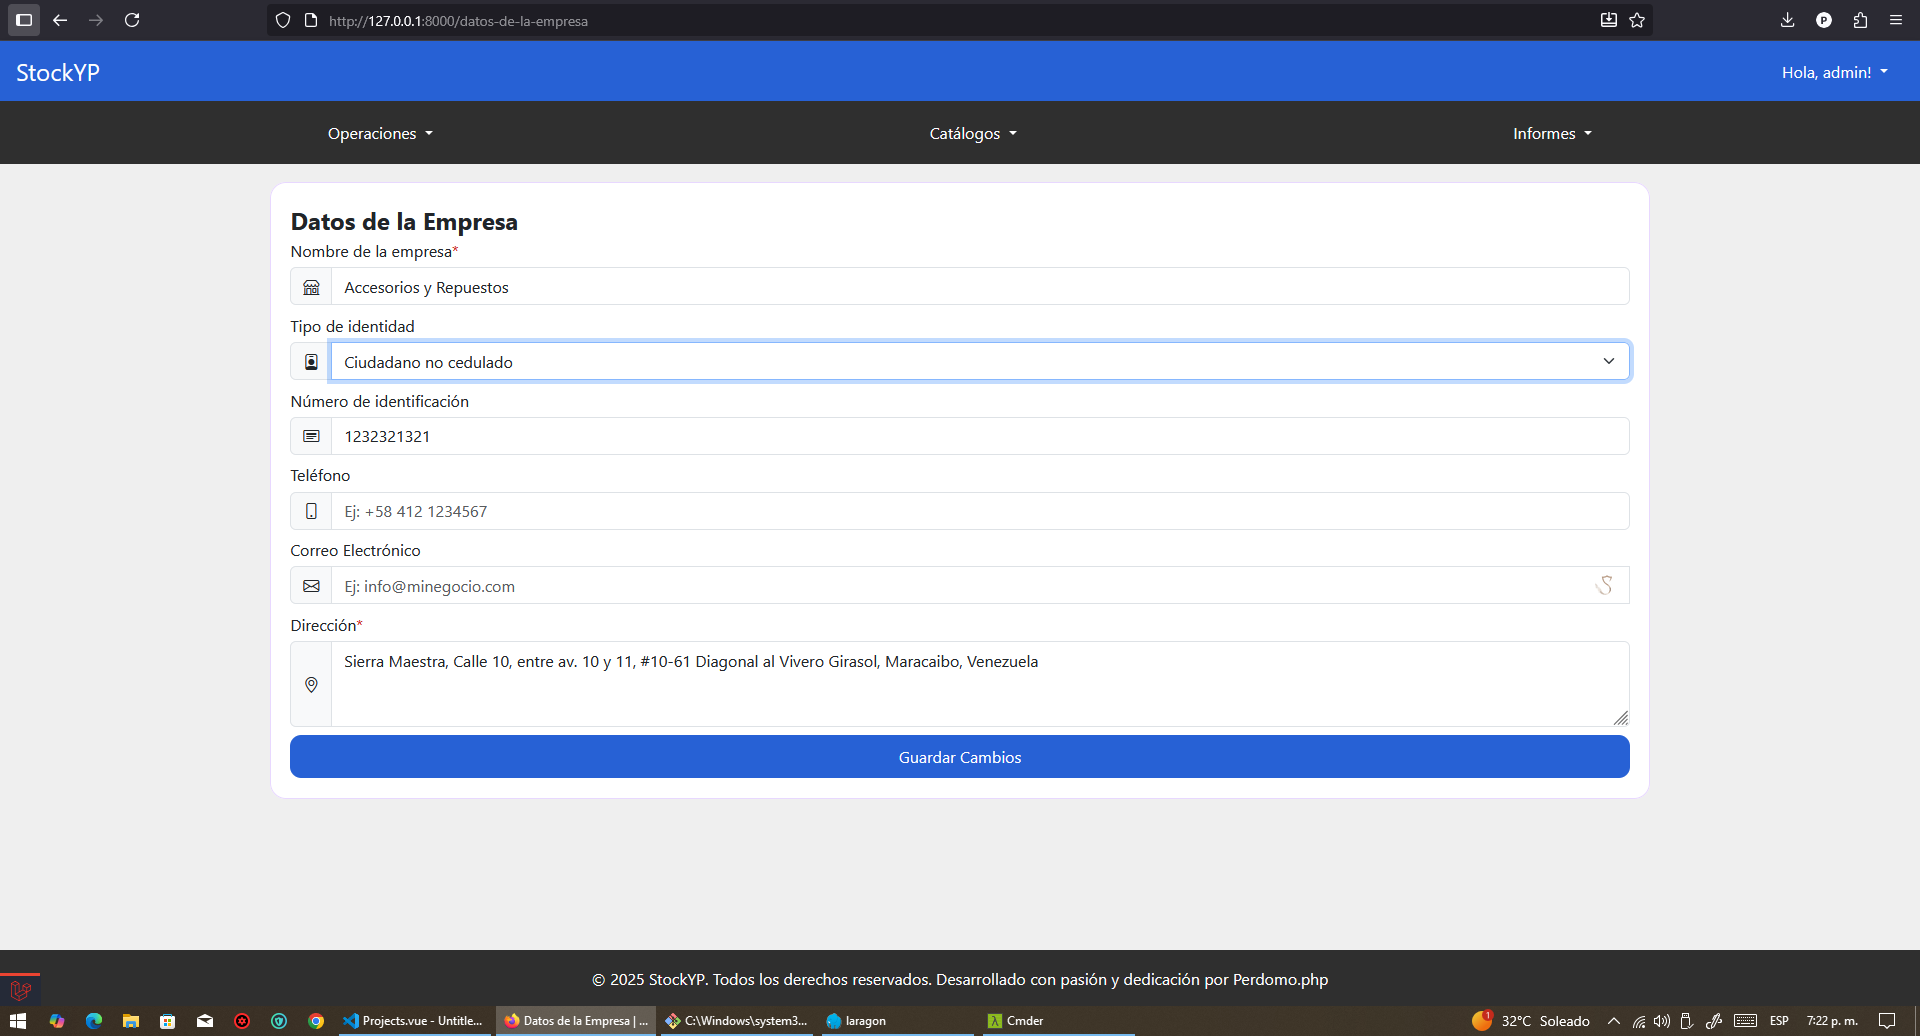 http://127.0.0.1:8000/datos-de-la-empresa
P
StockYP
Hola, admin!
Operaciones
Catálogos
Informes
Datos de la Empresa
Nombre de la empresa*
Accesorios y Repuestos
Tipo de identidad
Ciudadano no cedulado
Número de identificación
1232321321
Teléfono
Ej: +58 412 1234567
Correo Electrónico
Ej: info@minegocio.com
Dirección*
Sierra Maestra, Calle 10, entre av. 10 y 11, #10-61 Diagonal al Vivero Girasol, Maracaibo, Venezuela
Guardar Cambios
© 2025 StockYP. Todos los derechos reservados. Desarrollado con pasión y dedicación por Perdomo.php
Projects.vue - Untitle...
Datos de la Empresa | ...
C:\Windows\system3...
laragon
λ Cmder
1
32°C Soleado
ESP
7:22 p. m.